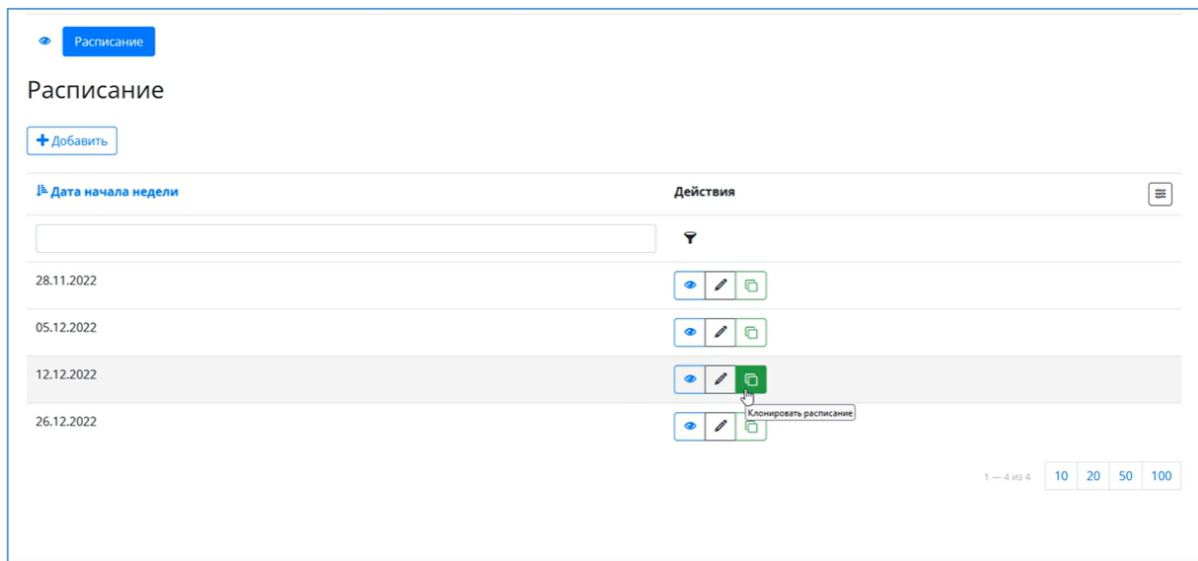 Расписание
Расписание
Добавить
Дата начала недели Действия
28.11.2022
05.12.2022
12.12.2022
Клонировать расписание
26.12.2022
1 — 4 из 4 10 20 50 100